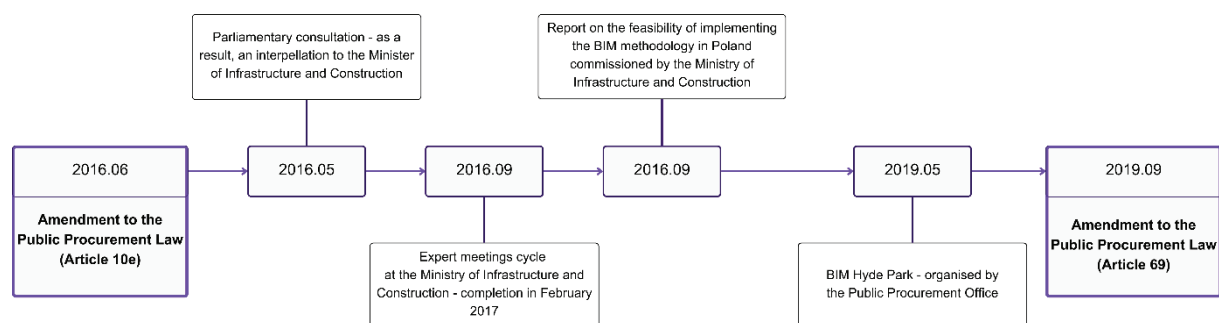 Parliamentary consultation - as a
result, an interpellation to the Minister
of Infrastructure and Construction
Report on the feasibility of implementing
the BIM methodology in Poland
commissioned by the Ministry of
Infrastructure and Construction
2016.06
2016.05
2016.09
2016.09
2019.05
2019.09
Amendment to the
Public Procurement Law
(Article 10e)
Amendment to the
Public Procurement Law
(Article 69)
Expert meetings cycle
at the Ministry of Infrastructure and
Construction - completion in February
2017
BIM Hyde Park - organised by
the Public Procurement Office